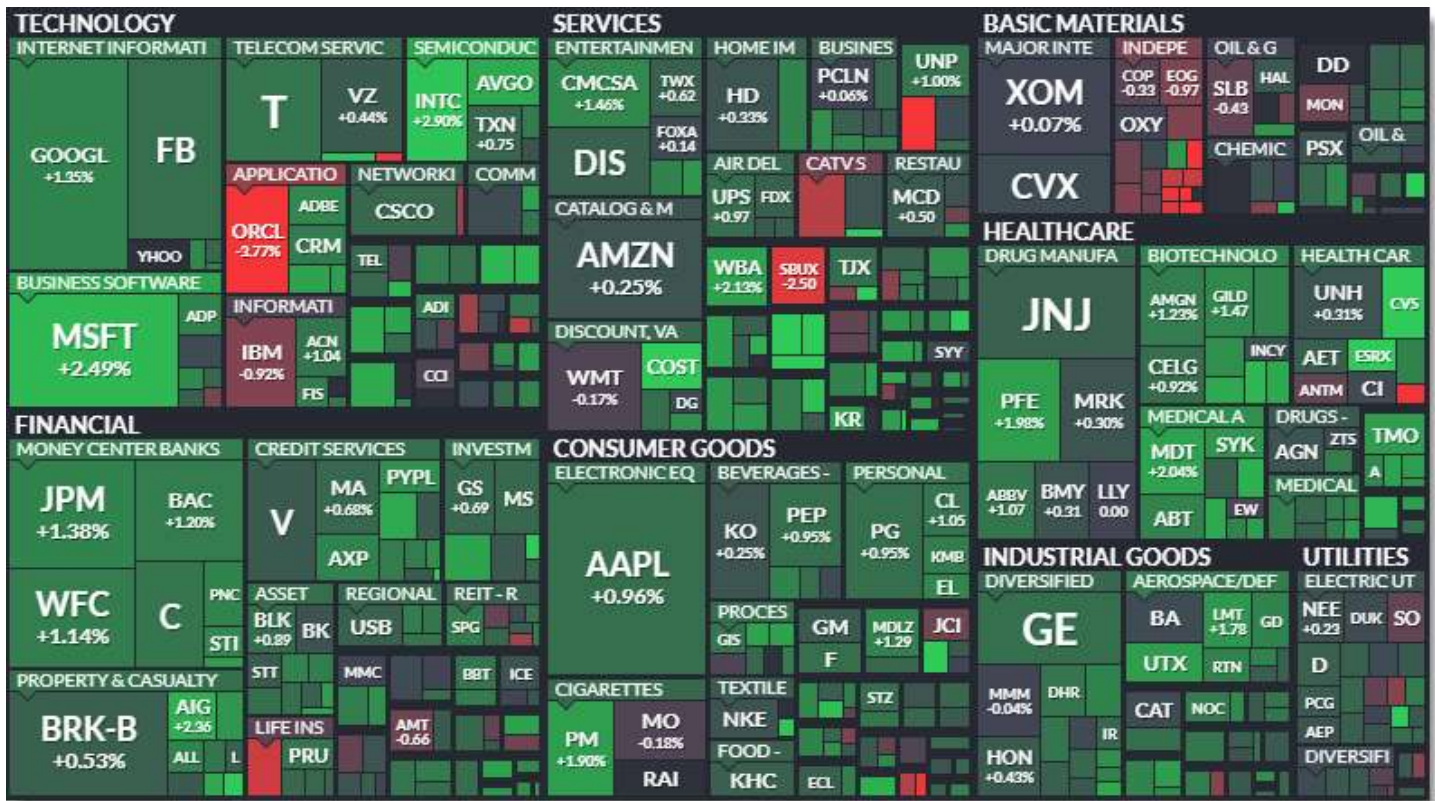 TECHNOLOGY
INTERNET INFORMATI
GOOGL
+1.35%
FB
YHOO
TELECOM SERVIC
T
VZ
+0.44%
SEMICONDUC
INTC
+2.90%
AVGO
TXN
+0.75
APPLICATIO
ORCL
-3.77%
ADBE
CRM
NETWORKI
CSCO
COMM
TEL
ADI
CCI
BUSINESS SOFTWARE
MSFT
+2.49%
ADP
INFORMATI
IBM
-0.92%
ACN
+1.04
FIS
SERVICES
ENTERTAINMEN
CMCSA
+1.46%
TWX
+0.62
DIS
FOXA
+0.14
HOME IM
HD
+0.33%
BUSINES
PCLN
+0.06%
UNP
+1.00%
AIR DEL
UPS
+0.97
FDX
CATV S
RESTAU
MCD
+0.50
CATALOG & M
AMZN
+0.25%
WBA
+2.13%
SBUX
-2.50
TJX
DISCOUNT, VA
WMT
-0.17%
COST
DG
SYY
KR
BASIC MATERIALS
MAJOR INTE
XOM
+0.07%
CVX
INDEPE
COP
-0.33
EOG
-0.97
OXY
OIL & G
SLB
-0.43
HAL
CHEMIC
DD
MON
PSX
OIL &
HEALTHCARE
DRUG MANUFA
JNJ
PFE
+1.98%
MRK
+0.30%
ABBV
+1.07
BMY
+0.31
LLY
0.00
BIOTECHNOLO
AMGN
+1.23%
GILD
+1.47
CELG
+0.92%
INCY
HEALTH CAR
UNH
+0.31%
CVS
AET
ESRX
ANTM
CI
MEDICAL A
MDT
+2.04%
SYK
ABT
EW
DRUGS -
AGN
ZTS
TMO
A
MEDICAL
FINANCIAL
MONEY CENTER BANKS
JPM
+1.38%
BAC
+1.20%
WFC
+1.14%
C
PNC
STI
CREDIT SERVICES
V
MA
+0.68%
PYPL
AXP
INVESTM
GS
+0.69
MS
ASSET
BLK
+0.89
BK
STT
REGIONAL
USB
REIT - R
SPG
MMC
BBT
ICE
AMT
-0.66
PROPERTY & CASUALTY
BRK-B
+0.53%
AIG
+2.36
ALL
L
LIFE INS
PRU
CONSUMER GOODS
ELECTRONIC EQ
AAPL
+0.96%
BEVERAGES -
KO
+0.25%
PEP
+0.95%
PERSONAL
PG
+0.95%
CL
+1.05
KMB
EL
PROCES
GIS
GM
F
MDLZ
+1.29
JCI
STZ
CIGARETTES
PM
+1.90%
MO
-0.18%
RAI
TEXTILE
NKE
FOOD -
KHC
ECL
INDUSTRIAL GOODS
DIVERSIFIED
GE
MMM
-0.04%
DHR
HON
+0.43%
IR
AEROSPACE/DEF
BA
LMT
+1.78
GD
UTX
RTN
CAT
NOC
UTILITIES
ELECTRIC UT
NEE
+0.23
DUK
SO
D
PCG
AEP
DIVERSIFI